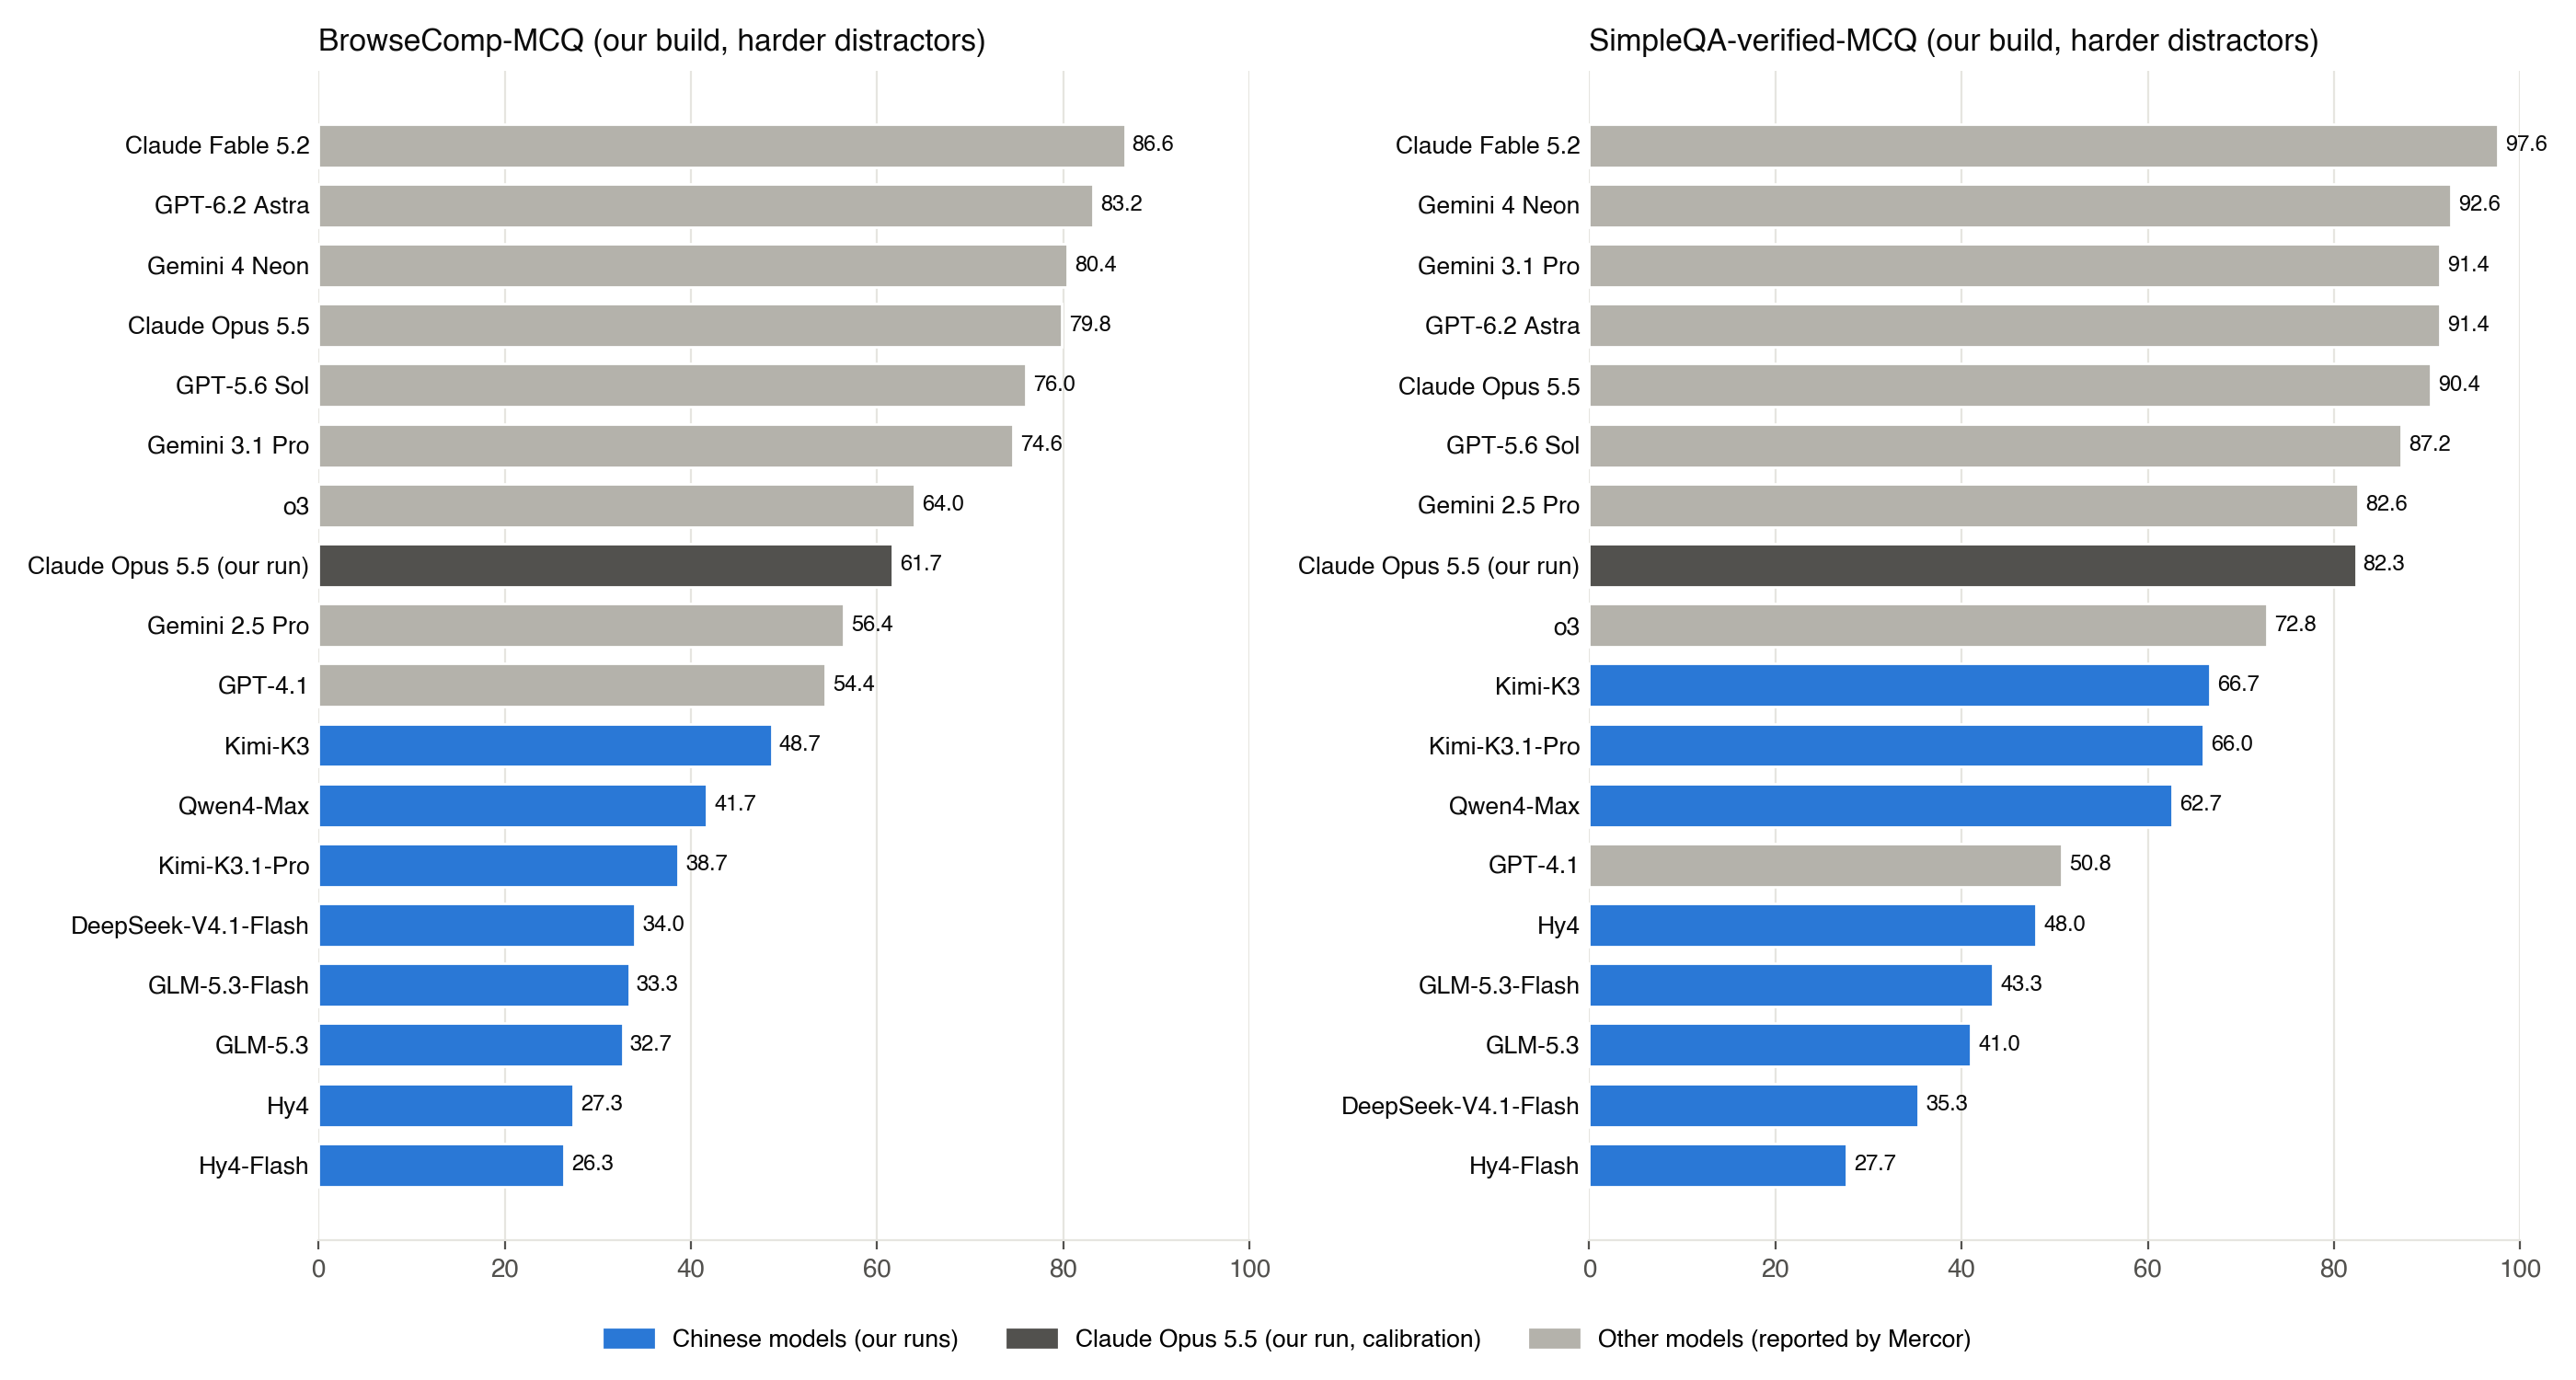 BrowseComp-MCQ (our build, harder distractors)
Claude Fable 5.2 86.6
GPT-6.2 Astra 83.2
Gemini 4 Neon 80.4
Claude Opus 5.5 79.8
GPT-5.6 Sol 76.0
Gemini 3.1 Pro 74.6
o3 64.0
Claude Opus 5.5 (our run) 61.7
Gemini 2.5 Pro 56.4
GPT-4.1 54.4
Kimi-K3 48.7
Qwen4-Max 41.7
Kimi-K3.1-Pro 38.7
DeepSeek-V4.1-Flash 34.0
GLM-5.3-Flash 33.3
GLM-5.3 32.7
Hy4 27.3
Hy4-Flash 26.3
0 20 40 60 80 100
SimpleQA-verified-MCQ (our build, harder distractors)
Claude Fable 5.2 97.6
Gemini 4 Neon 92.6
Gemini 3.1 Pro 91.4
GPT-6.2 Astra 91.4
Claude Opus 5.5 90.4
GPT-5.6 Sol 87.2
Gemini 2.5 Pro 82.6
Claude Opus 5.5 (our run) 82.3
o3 72.8
Kimi-K3 66.7
Kimi-K3.1-Pro 66.0
Qwen4-Max 62.7
GPT-4.1 50.8
Hy4 48.0
GLM-5.3-Flash 43.3
GLM-5.3 41.0
DeepSeek-V4.1-Flash 35.3
Hy4-Flash 27.7
0 20 40 60 80 100
Chinese models (our runs) Claude Opus 5.5 (our run, calibration) Other models (reported by Mercor)